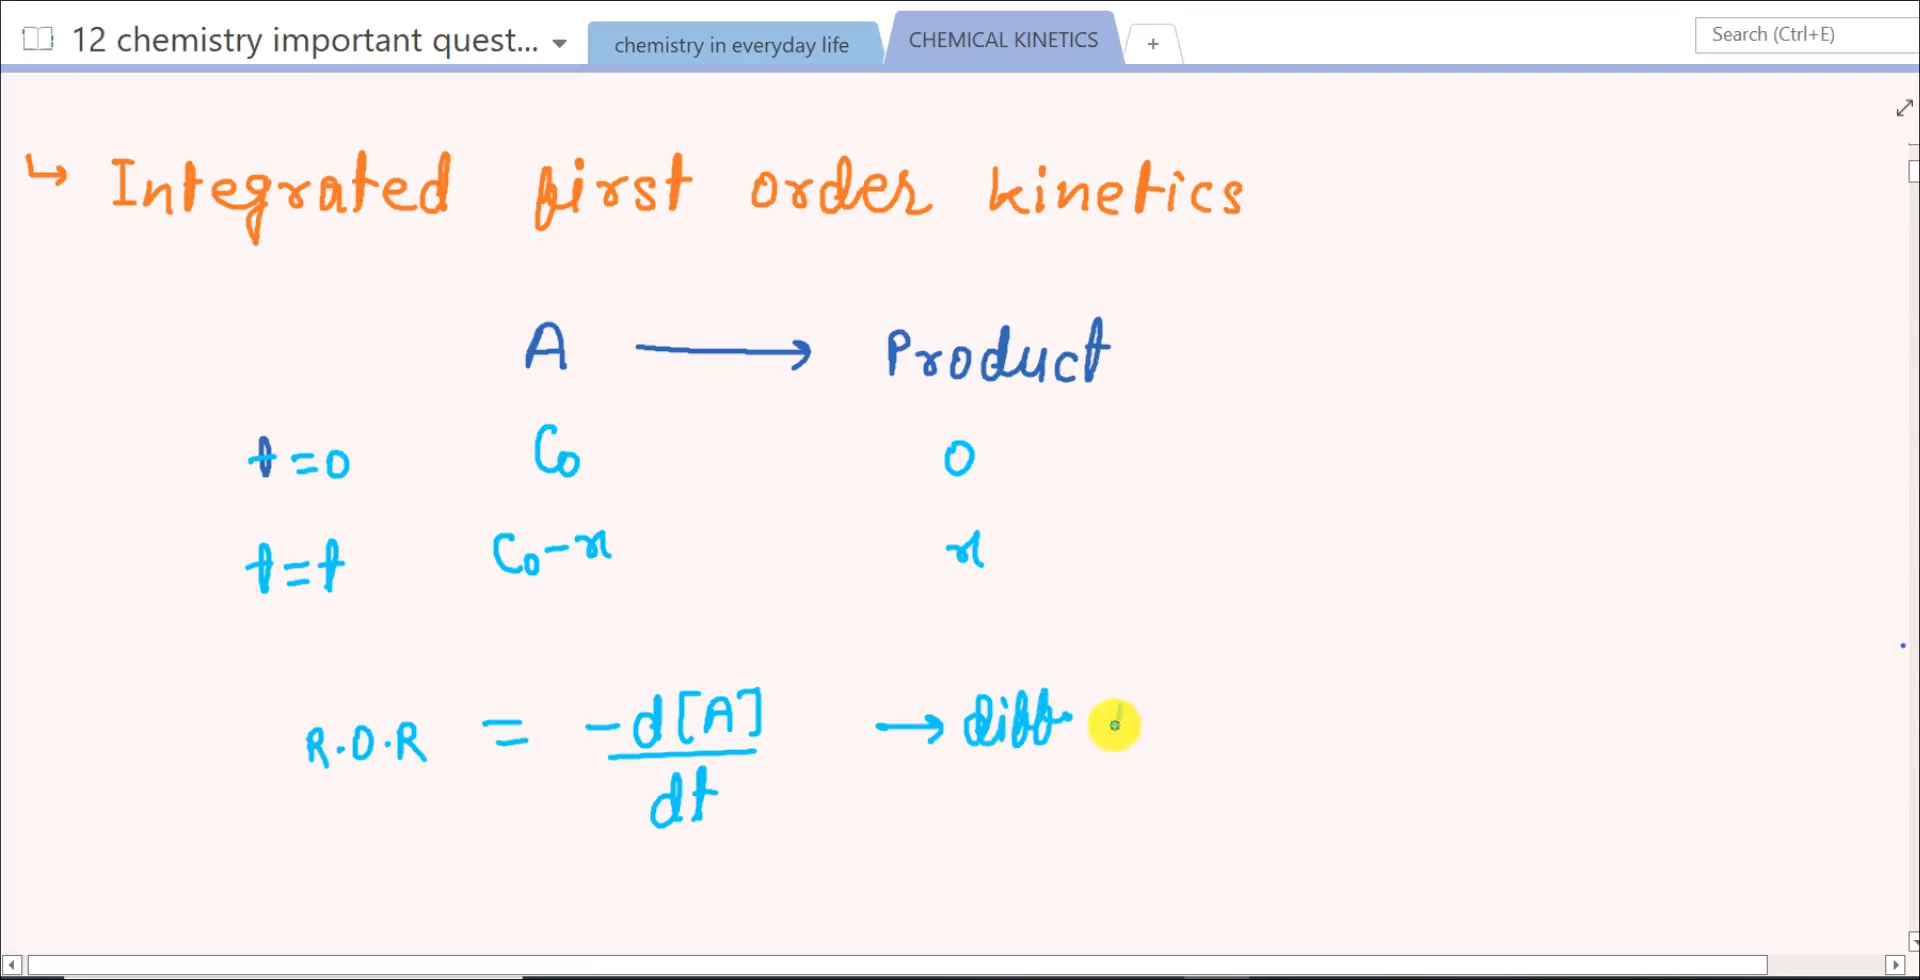 12 chemistry important quest...
chemistry in everyday life
CHEMICAL KINETICS
+
Search (Ctrl+E)
↳ Integrated first order kinetics
A ⟶ Product
t=0 C₀ 0
t=t C₀-x x
R.O.R = -d[A]/dt → diff.